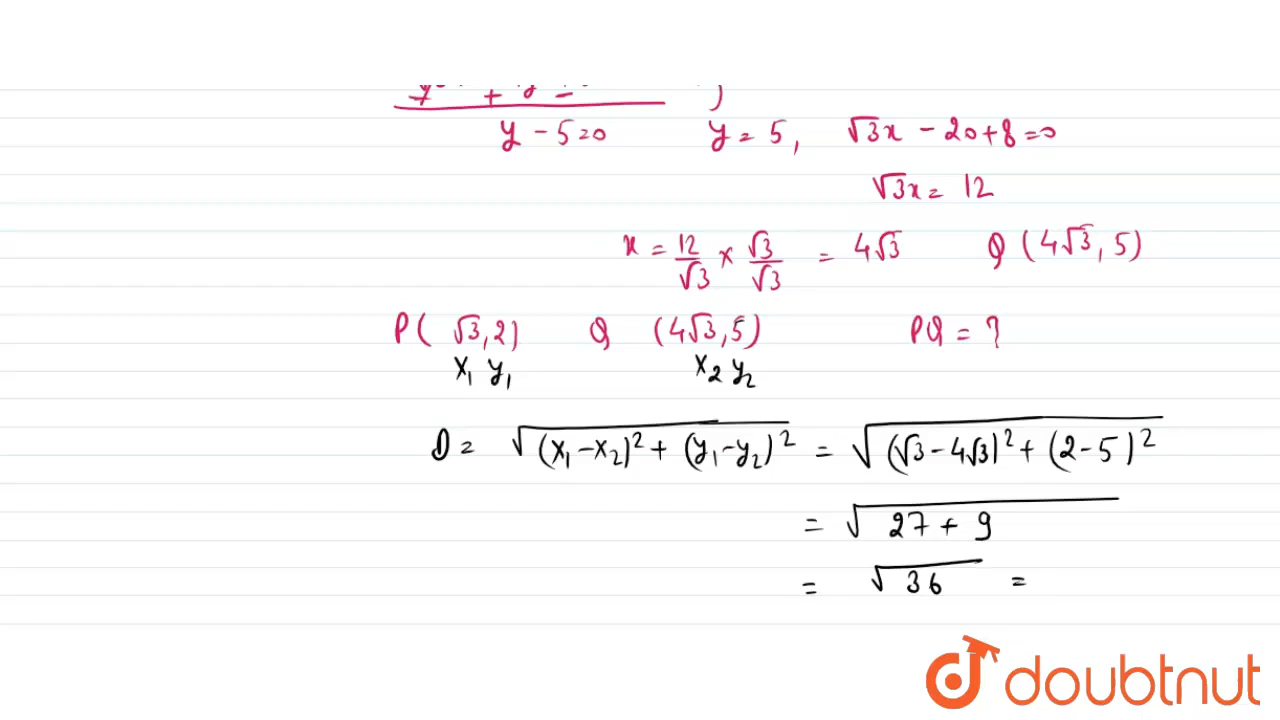 y - 5 = 0 y = 5, √3x - 20 + 8 = 0
√3x = 12
x = 12/√3 × √3/√3 = 4√3 Q (4√3, 5)
P( √3, 2) Q (4√3, 5) PQ = ?
x₁ y₁ x₂ y₂
D = √(x₁-x₂)² + (y₁-y₂)² = √(√3 - 4√3)² + (2-5)²
= √27 + 9
= √36 =
doubtnut